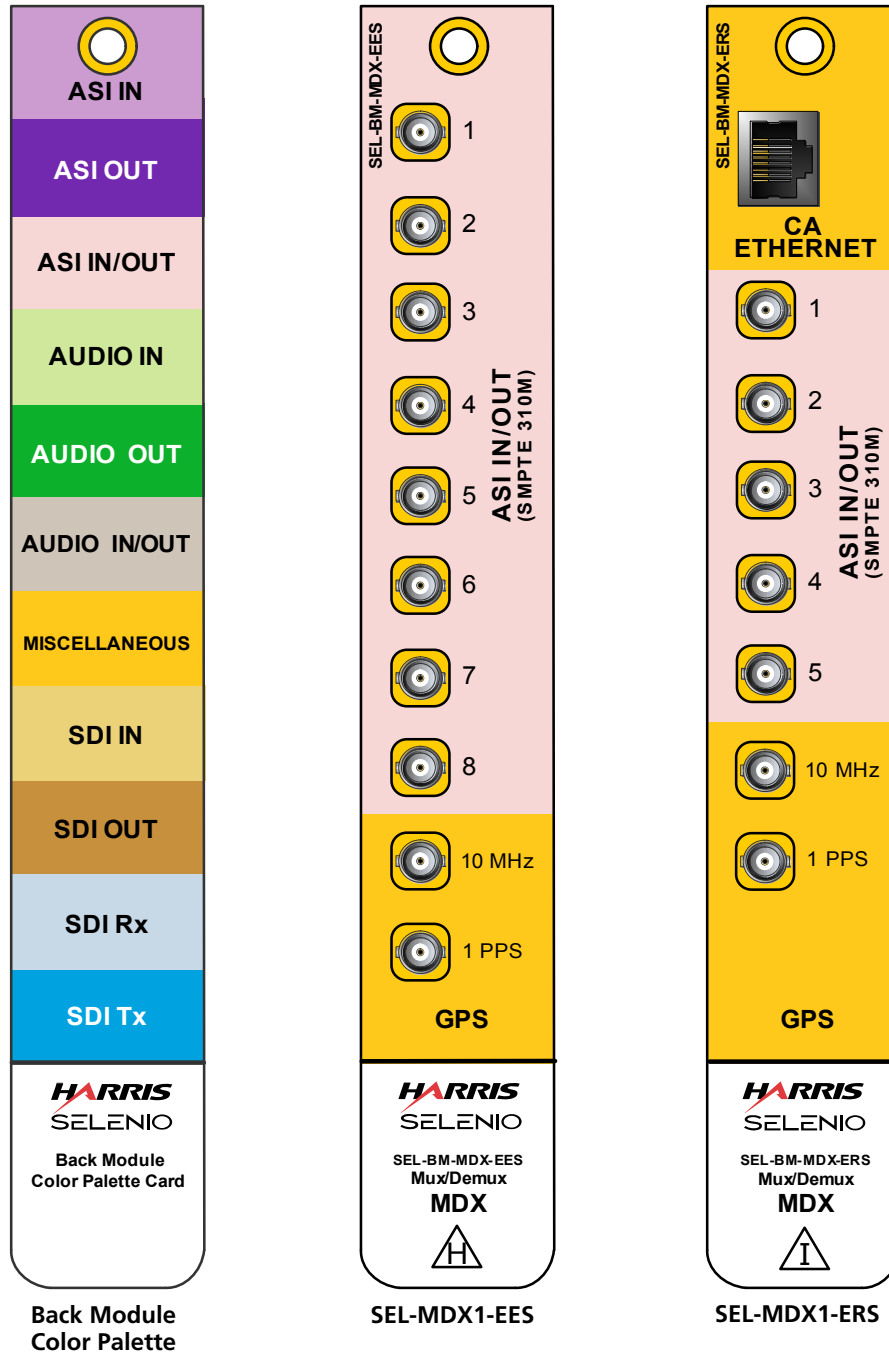 ASI IN
ASI OUT
ASI IN/OUT
AUDIO IN
AUDIO OUT
AUDIO IN/OUT
MISCELLANEOUS
SDI IN
SDI OUT
SDI Rx
SDI Tx
HARRIS
SELENIO
Back Module
Color Palette Card
Back Module
Color Palette
SEL-BM-MDX-EES
1
2
3
4
5
6
7
8
ASI IN/OUT
(SMPTE 310M)
10 MHz
1 PPS
GPS
HARRIS
SELENIO
SEL-BM-MDX-EES
Mux/Demux
MDX
H
SEL-MDX1-EES
SEL-BM-MDX-ERS
CA
ETHERNET
1
2
3
4
5
ASI IN/OUT
(SMPTE 310M)
10 MHz
1 PPS
GPS
HARRIS
SELENIO
SEL-BM-MDX-ERS
Mux/Demux
MDX
I
SEL-MDX1-ERS